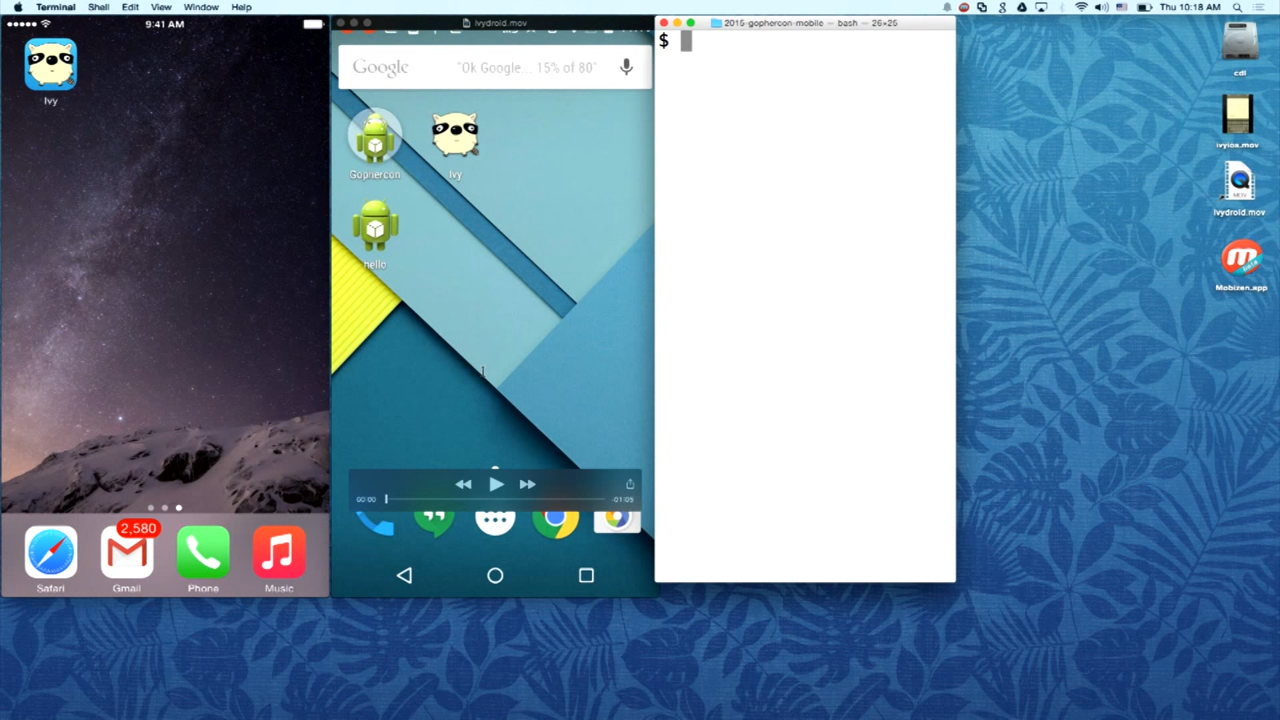 Terminal Shell Edit View Window Help
Thu 10:18 AM
9:41 AM
Ivy
2,580
Safari Gmail Phone Music
Ivydroid.mov
Google "Ok Google... 15% of 80"
Gophercon Ivy
hello
00:00 -01:05
2015-gophercon-mobile — bash — 26×25
$
cdi
ivyios.mov
MOV
Ivydroid.mov
Mobizen.app